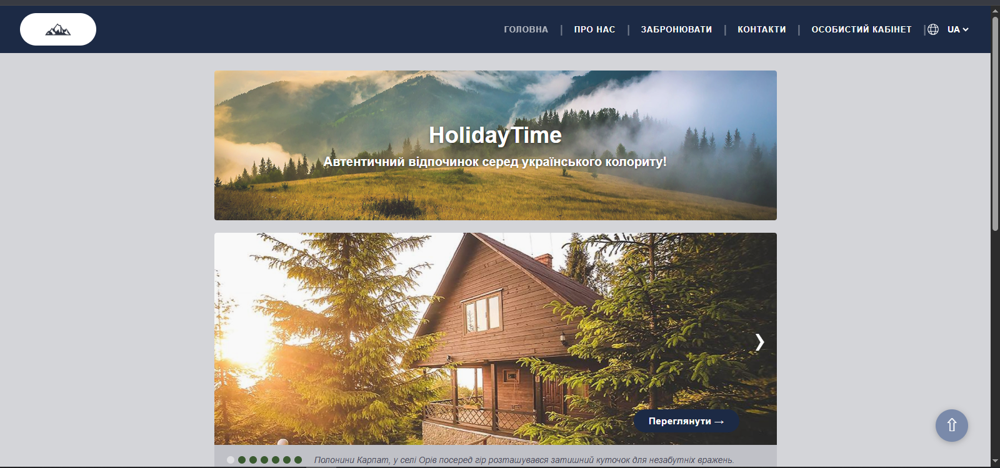 ГОЛОВНА | ПРО НАС | ЗАБРОНЮВАТИ | КОНТАКТИ | ОСОБИСТИЙ КАБІНЕТ | UA
HolidayTime
Автентичний відпочинок серед українського колориту!
❯
Переглянути →
⇧
Полонини Карпат, у селі Орів посеред гір розташувався затишний куточок для незабутніх вражень.